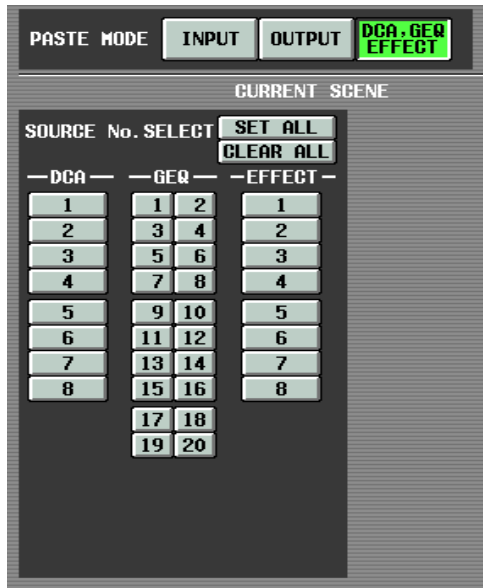 PASTE MODE INPUT OUTPUT DCA,GEQ
EFFECT
CURRENT SCENE
SOURCE No. SELECT SET ALL
CLEAR ALL
DCA GEQ EFFECT
1 1 2 1
2 3 4 2
3 5 6 3
4 7 8 4
5 9 10 5
6 11 12 6
7 13 14 7
8 15 16 8
17 18
19 20